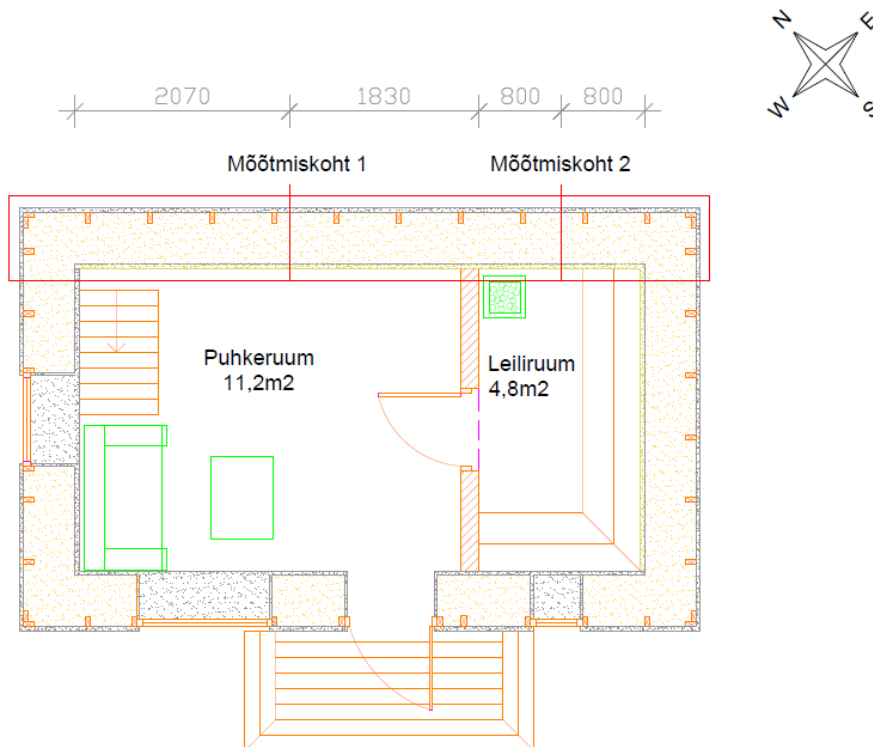 N
E
W
S
2070
1830
800
800
Mõõtmiskoht 1
Mõõtmiskoht 2
Puhkeruum
11,2m2
Leiliruum
4,8m2